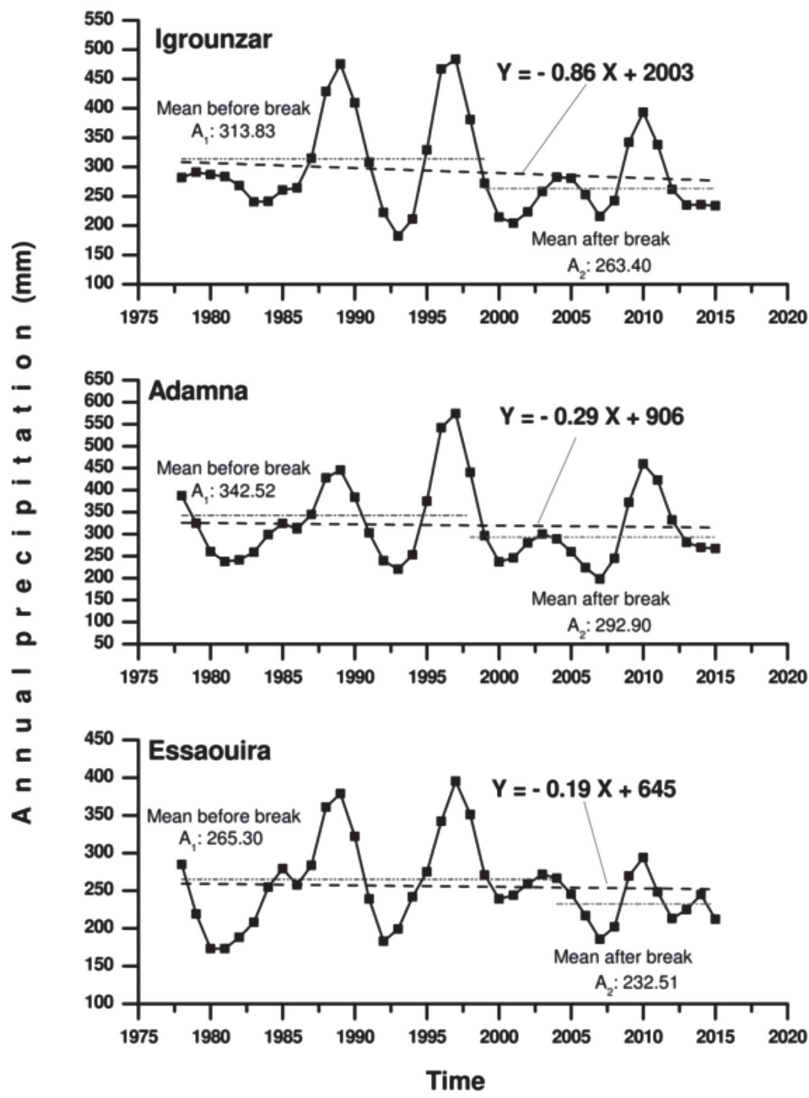 Annual precipitation (mm)
Igrounzar
550
500
450
400
350
300
250
200
150
100
Y = - 0.86 X + 2003
Mean before break
A1: 313.83
Mean after break
A2: 263.40
1975 1980 1985 1990 1995 2000 2005 2010 2015 2020
Adamna
650
600
550
500
450
400
350
300
250
200
150
100
50
Y = - 0.29 X + 906
Mean before break
A1: 342.52
Mean after break
A2: 292.90
1975 1980 1985 1990 1995 2000 2005 2010 2015 2020
Essaouira
450
400
350
300
250
200
150
100
Y = - 0.19 X + 645
Mean before break
A1: 265.30
Mean after break
A2: 232.51
1975 1980 1985 1990 1995 2000 2005 2010 2015 2020
Time